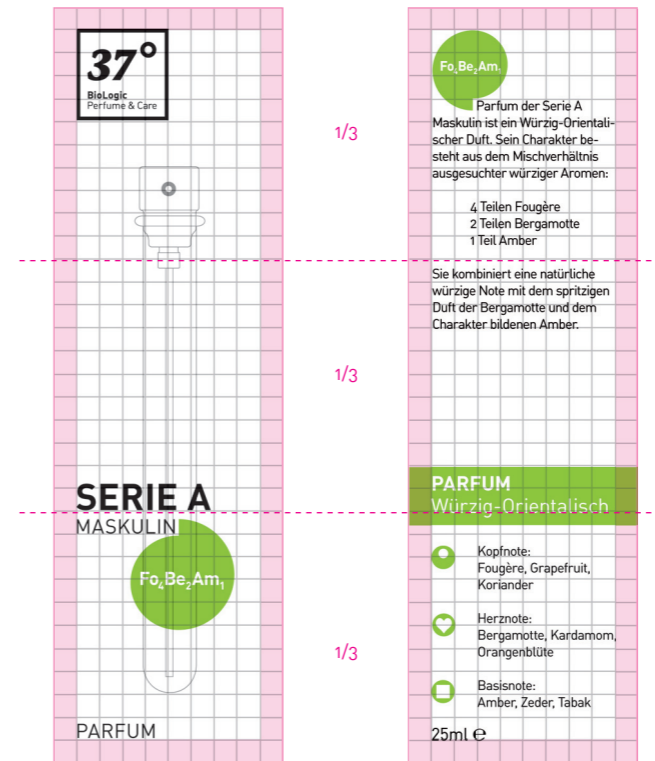 37°
BioLogic
Perfume & Care
SERIE A
MASKULIN
Fo₄Be₂Am₁
PARFUM
1/3
1/3
1/3
Fo₄Be₂Am₁
Parfum der Serie A
Maskulin ist ein Würzig-Orientali-
scher Duft. Sein Charakter be-
steht aus dem Mischverhältnis
ausgesuchter würziger Aromen:
4 Teilen Fougère
2 Teilen Bergamotte
1 Teil Amber
Sie kombiniert eine natürliche
würzige Note mit dem spritzigen
Duft der Bergamotte und dem
Charakter bildenen Amber.
PARFUM
Würzig-Orientalisch
Kopfnote:
Fougère, Grapefruit,
Koriander
Herznote:
Bergamotte, Kardamom,
Orangenblüte
Basisnote:
Amber, Zeder, Tabak
25ml ℮